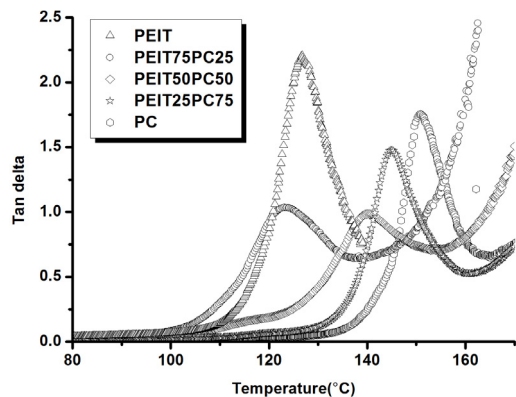 2.5
2.0
1.5
1.0
0.5
0.0
Tan delta
PEIT
PEIT75PC25
PEIT50PC50
PEIT25PC75
PC
80 100 120 140 160
Temperature(°C)